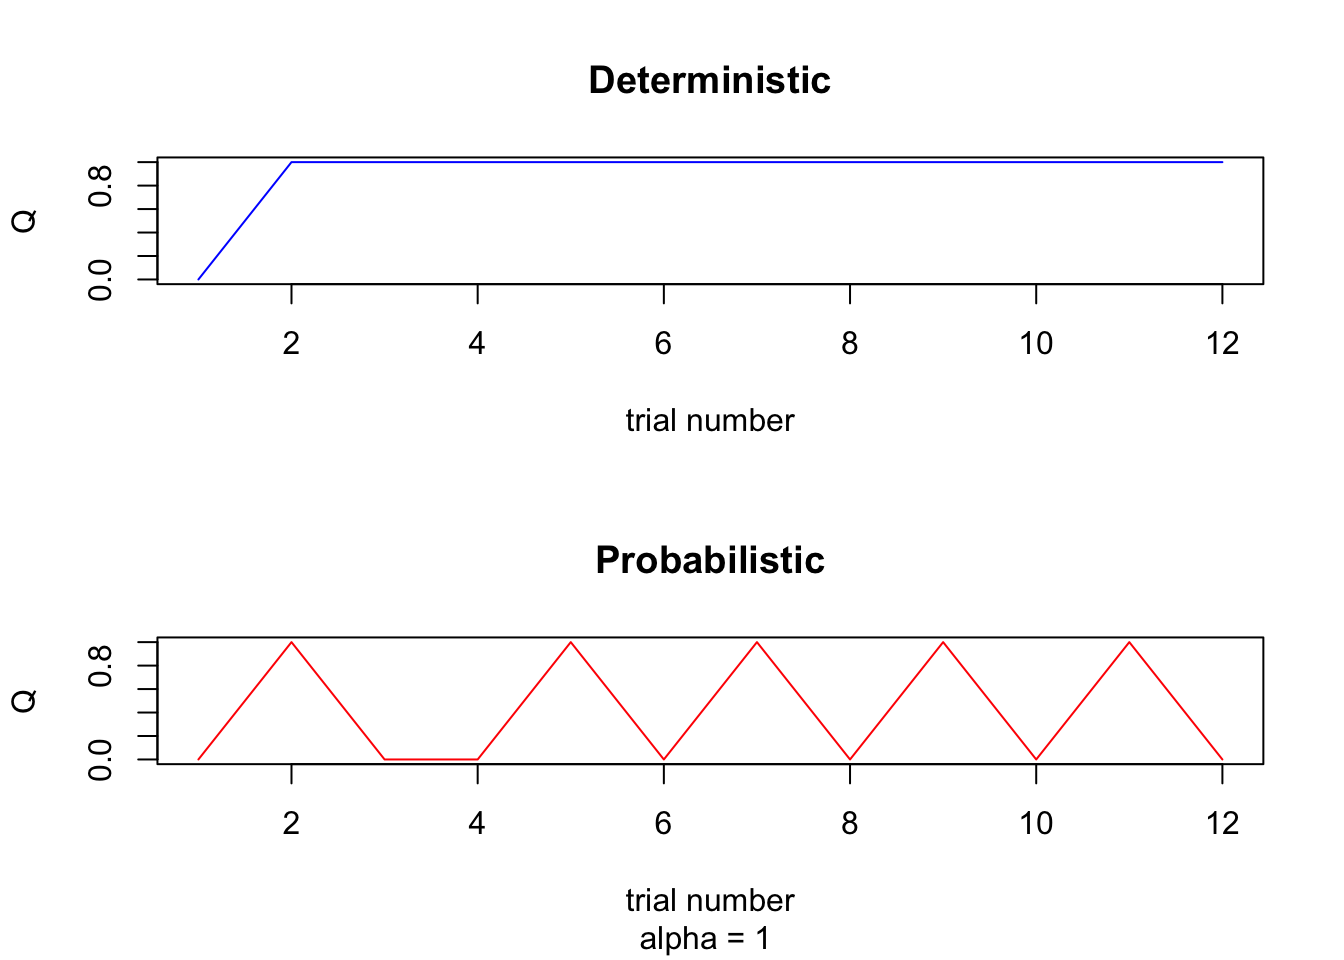 Deterministic
Q
0.8
0.0
2 4 6 8 10 12
trial number
Probabilistic
Q
0.8
0.0
2 4 6 8 10 12
trial number
alpha = 1